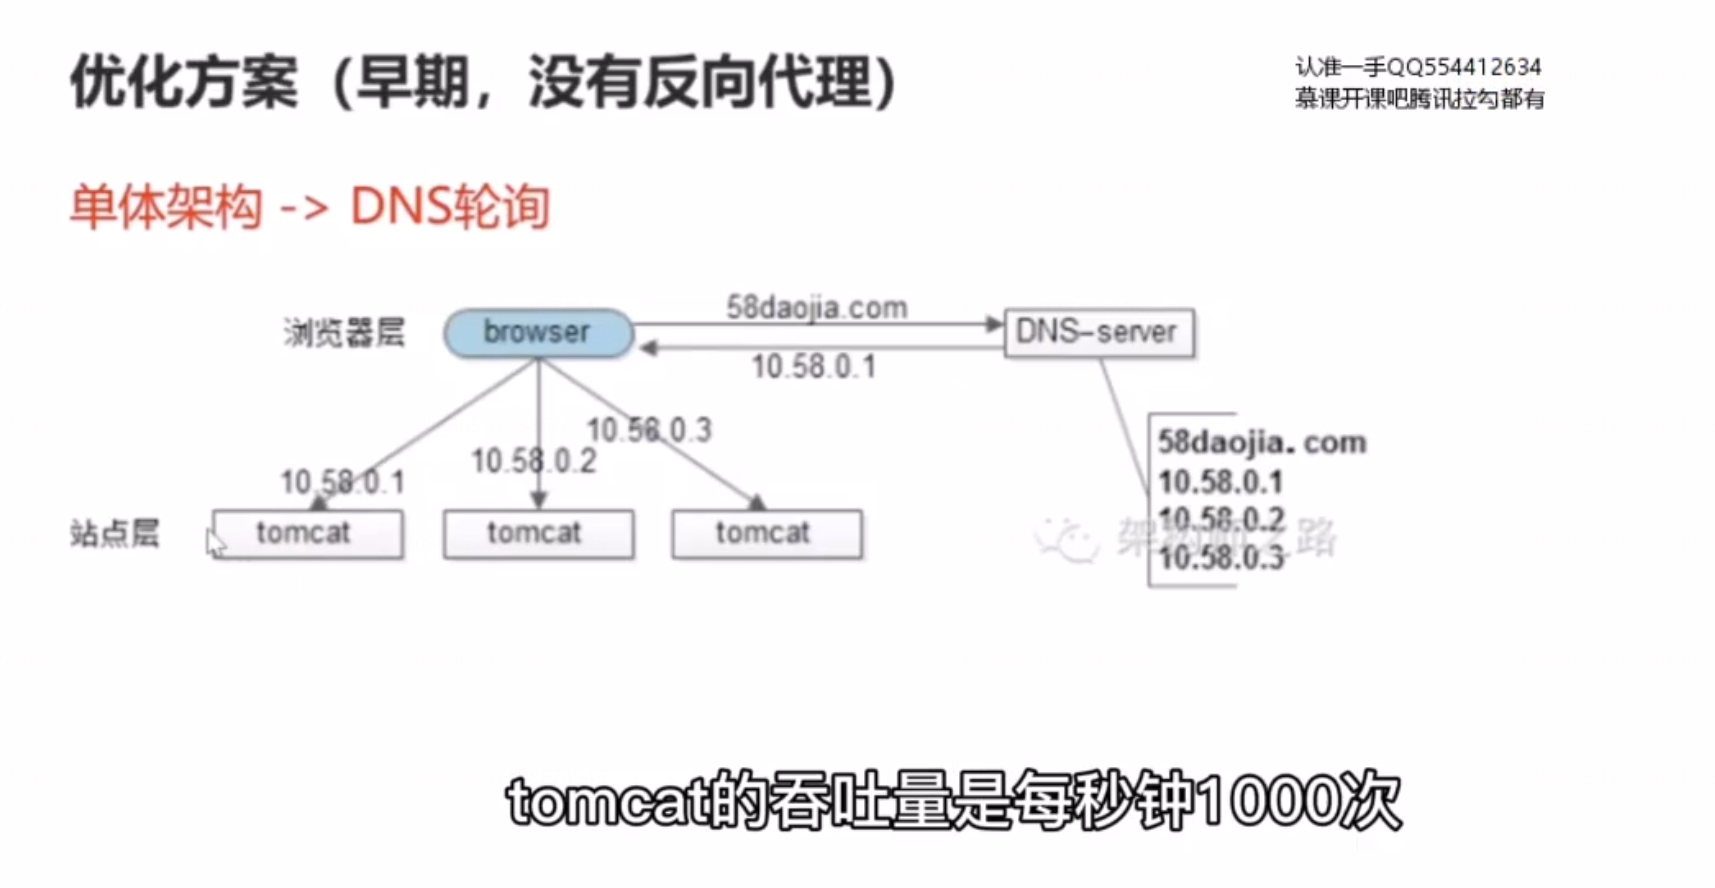 优化方案（早期，没有反向代理）
认准一手QQ554412634
慕课开课吧腾讯拉勾都有
单体架构 -> DNS轮询
浏览器层
browser
58daojia.com
10.58.0.1
DNS-server
10.58.0.1
10.58.0.2
10.58.0.3
58daojia.com
10.58.0.1
10.58.0.2
10.58.0.3
站点层
tomcat
tomcat
tomcat
架构师之路
tomcat的吞吐量是每秒钟1000次